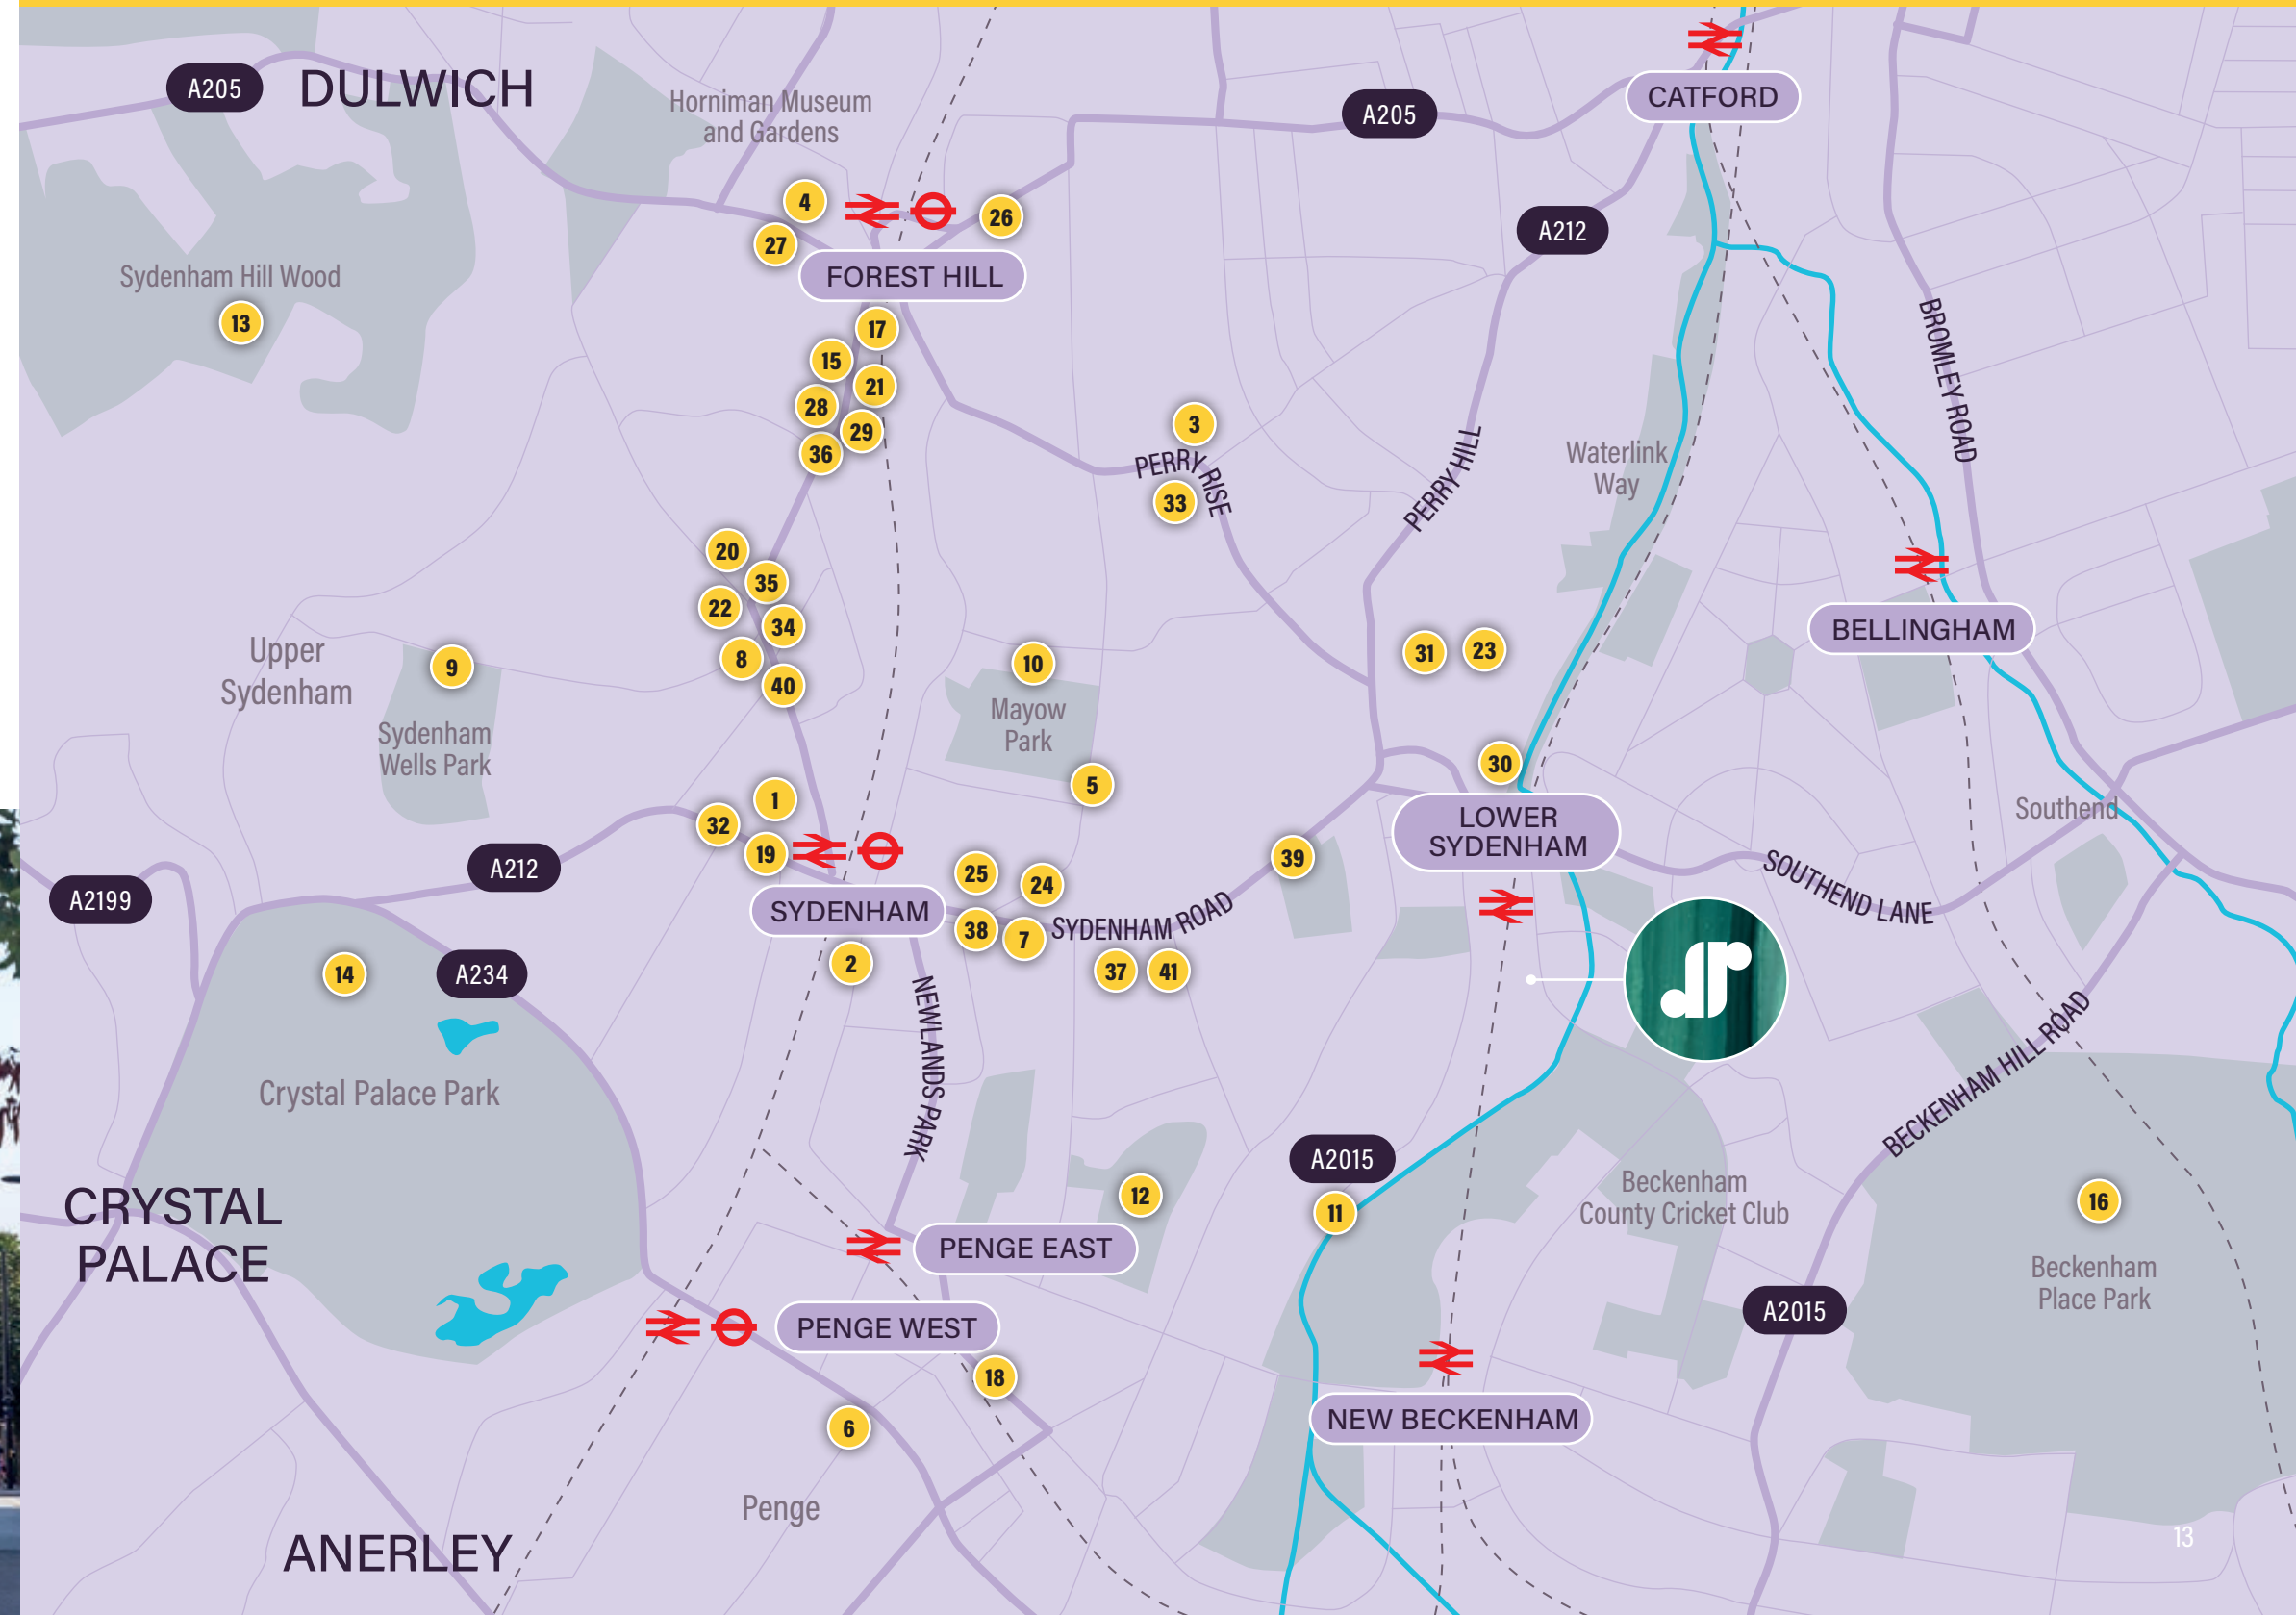 A205
DULWICH
Horniman Museum
and Gardens
A205
CATFORD
4
26
27
A212
FOREST HILL
Sydenham Hill Wood
13
17
15
21
28
29
36
3
PERRY RISE
33
PERRY HILL
Waterlink
Way
BROMLEY ROAD
20
35
22
34
8
40
Upper
Sydenham
9
Sydenham
Wells Park
10
Mayow
Park
5
31
23
BELLINGHAM
30
LOWER
SYDENHAM
Southend
SOUTHEND LANE
1
32
19
A212
A2199
25
24
39
SYDENHAM
38
7
SYDENHAM ROAD
37
41
2
14
A234
NEWLANDS PARK
Crystal Palace Park
BECKENHAM HILL ROAD
A2015
12
11
Beckenham
County Cricket Club
16
CRYSTAL
PALACE
PENGE EAST
Beckenham
Place Park
A2015
PENGE WEST
18
6
NEW BECKENHAM
Penge
ANERLEY
13